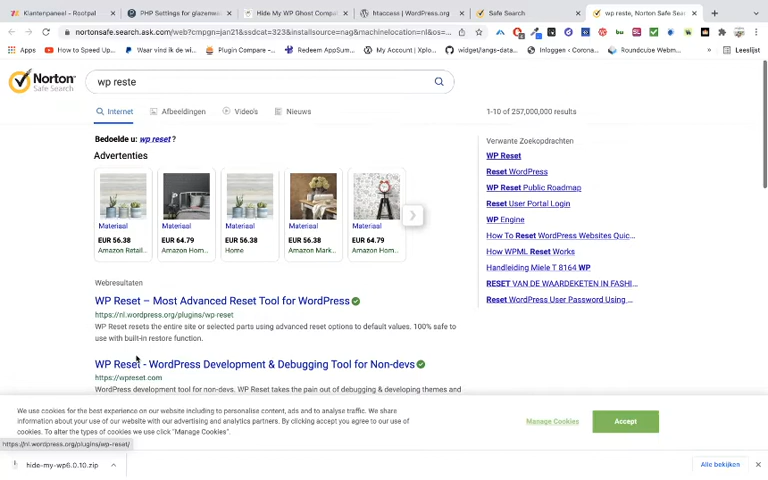 Klantenpaneel | Rootpal
PHP Settings for glazemes
Hide My WP Ghost Compat
htaccess | WordPress.org
Safe Search
wp reste, Norton Safe Sear
nortonsafe.search.ask.com/web?cmpgn=jan21&ssdcat=323&installsource=nag&machinelocation=nl&os=...
Apps
How to Speed Up...
Waar vind ik de wi...
Plugin Compare -...
Redeem AppSum...
My Account, Xplo...
widget/langs-data...
Inloggen ‹ Coronel...
Roundcube Webm...
»
Leeslijst
Norton
Safe Search
wp reste
Internet
Afbeeldingen
Video's
Nieuws
1-10 of 257,000,000 results
Bedoelde u: wp reset ?
Advertenties
Materiaal
EUR 56.38
Amazon Retail...
Materiaal
EUR 64.79
Amazon Hom...
Materiaal
EUR 56.38
Home
Materiaal
EUR 56.38
Amazon Mark...
Materiaal
EUR 64.79
Amazon Hom...
Webresultaten
WP Reset – Most Advanced Reset Tool for WordPress
https://nl.wordpress.org/plugins/wp-reset
WP Reset resets the entire site or selected parts using advanced reset options to default values. 100% safe to
use with built-in restore function.
WP Reset - WordPress Development & Debugging Tool for Non-devs
https://wpreset.com
WordPress development tool for non-devs. WP Reset takes the pain out of debugging & developing themes and
Verwante Zoekopdrachten
WP Reset
Reset WordPress
WP Reset Public Roadmap
Reset User Portal Login
WP Engine
How To Reset WordPress Websites Quic...
How WPML Reset Works
Handleiding Miele T 8164 WP
RESET VAN DE WAARDEKETEN IN FASHI...
Reset WordPress User Password Using ...
We use cookies for the best experience on our website including to personalise content, ads and to analyse traffic. We share
information about your use of our website with our advertising and analytics partners. By clicking accept you agree to our use of
cookies. To alter the types of cookies we use click "Manage Cookies".
Manage Cookies
Accept
https://nl.wordpress.org/plugins/wp-reset/
hide-my-wp6.0.10.zip
Alle bekijken